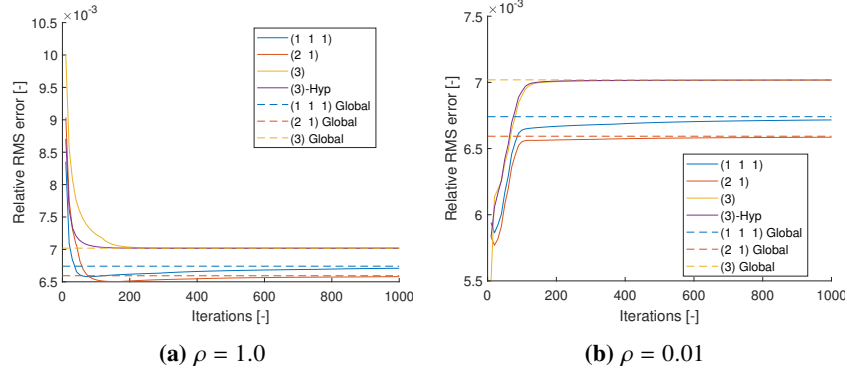 ×10⁻³
10.5
10
9.5
9
8.5
8
7.5
7
6.5
0 200 400 600 800 1000
Relative RMS error [-]
Iterations [-]
(1 1 1)
(2 1)
(3)
(3)-Hyp
(1 1 1) Global
(2 1) Global
(3) Global
(a) ρ = 1.0
×10⁻³
7.5
7
6.5
6
5.5
0 200 400 600 800 1000
Relative RMS error [-]
Iterations [-]
(1 1 1)
(2 1)
(3)
(3)-Hyp
(1 1 1) Global
(2 1) Global
(3) Global
(b) ρ = 0.01